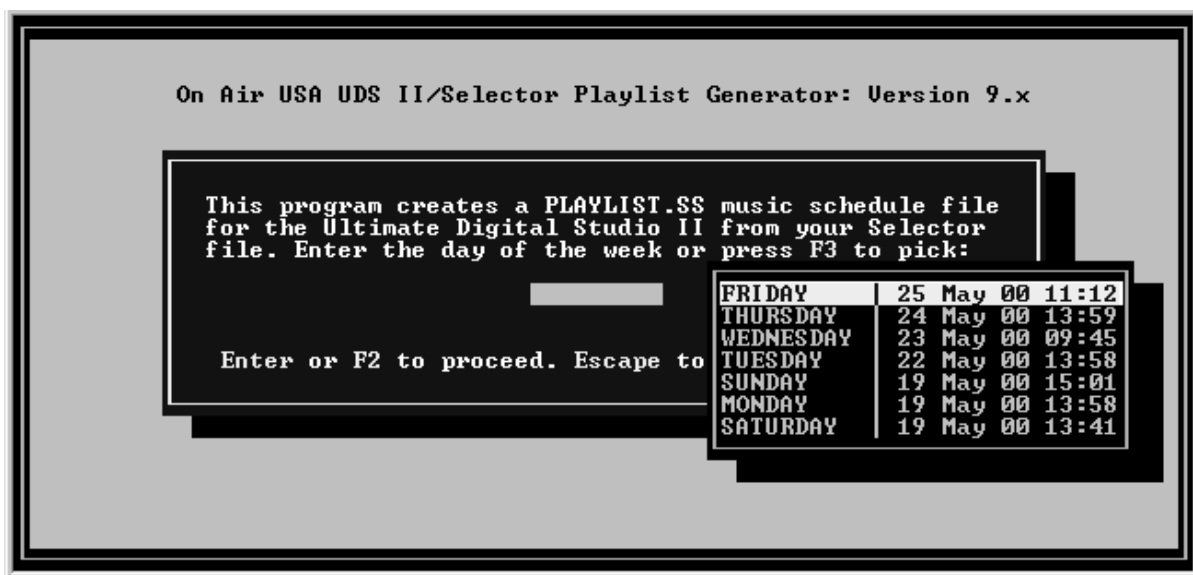 On Air USA UDS II/Selector Playlist Generator: Version 9.x
This program creates a PLAYLIST.SS music schedule file
for the Ultimate Digital Studio II from your Selector
file. Enter the day of the week or press F3 to pick:
Enter or F2 to proceed. Escape to
FRIDAY 25 May 00 11:12
THURSDAY 24 May 00 13:59
WEDNESDAY 23 May 00 09:45
TUESDAY 22 May 00 13:58
SUNDAY 19 May 00 15:01
MONDAY 19 May 00 13:58
SATURDAY 19 May 00 13:41